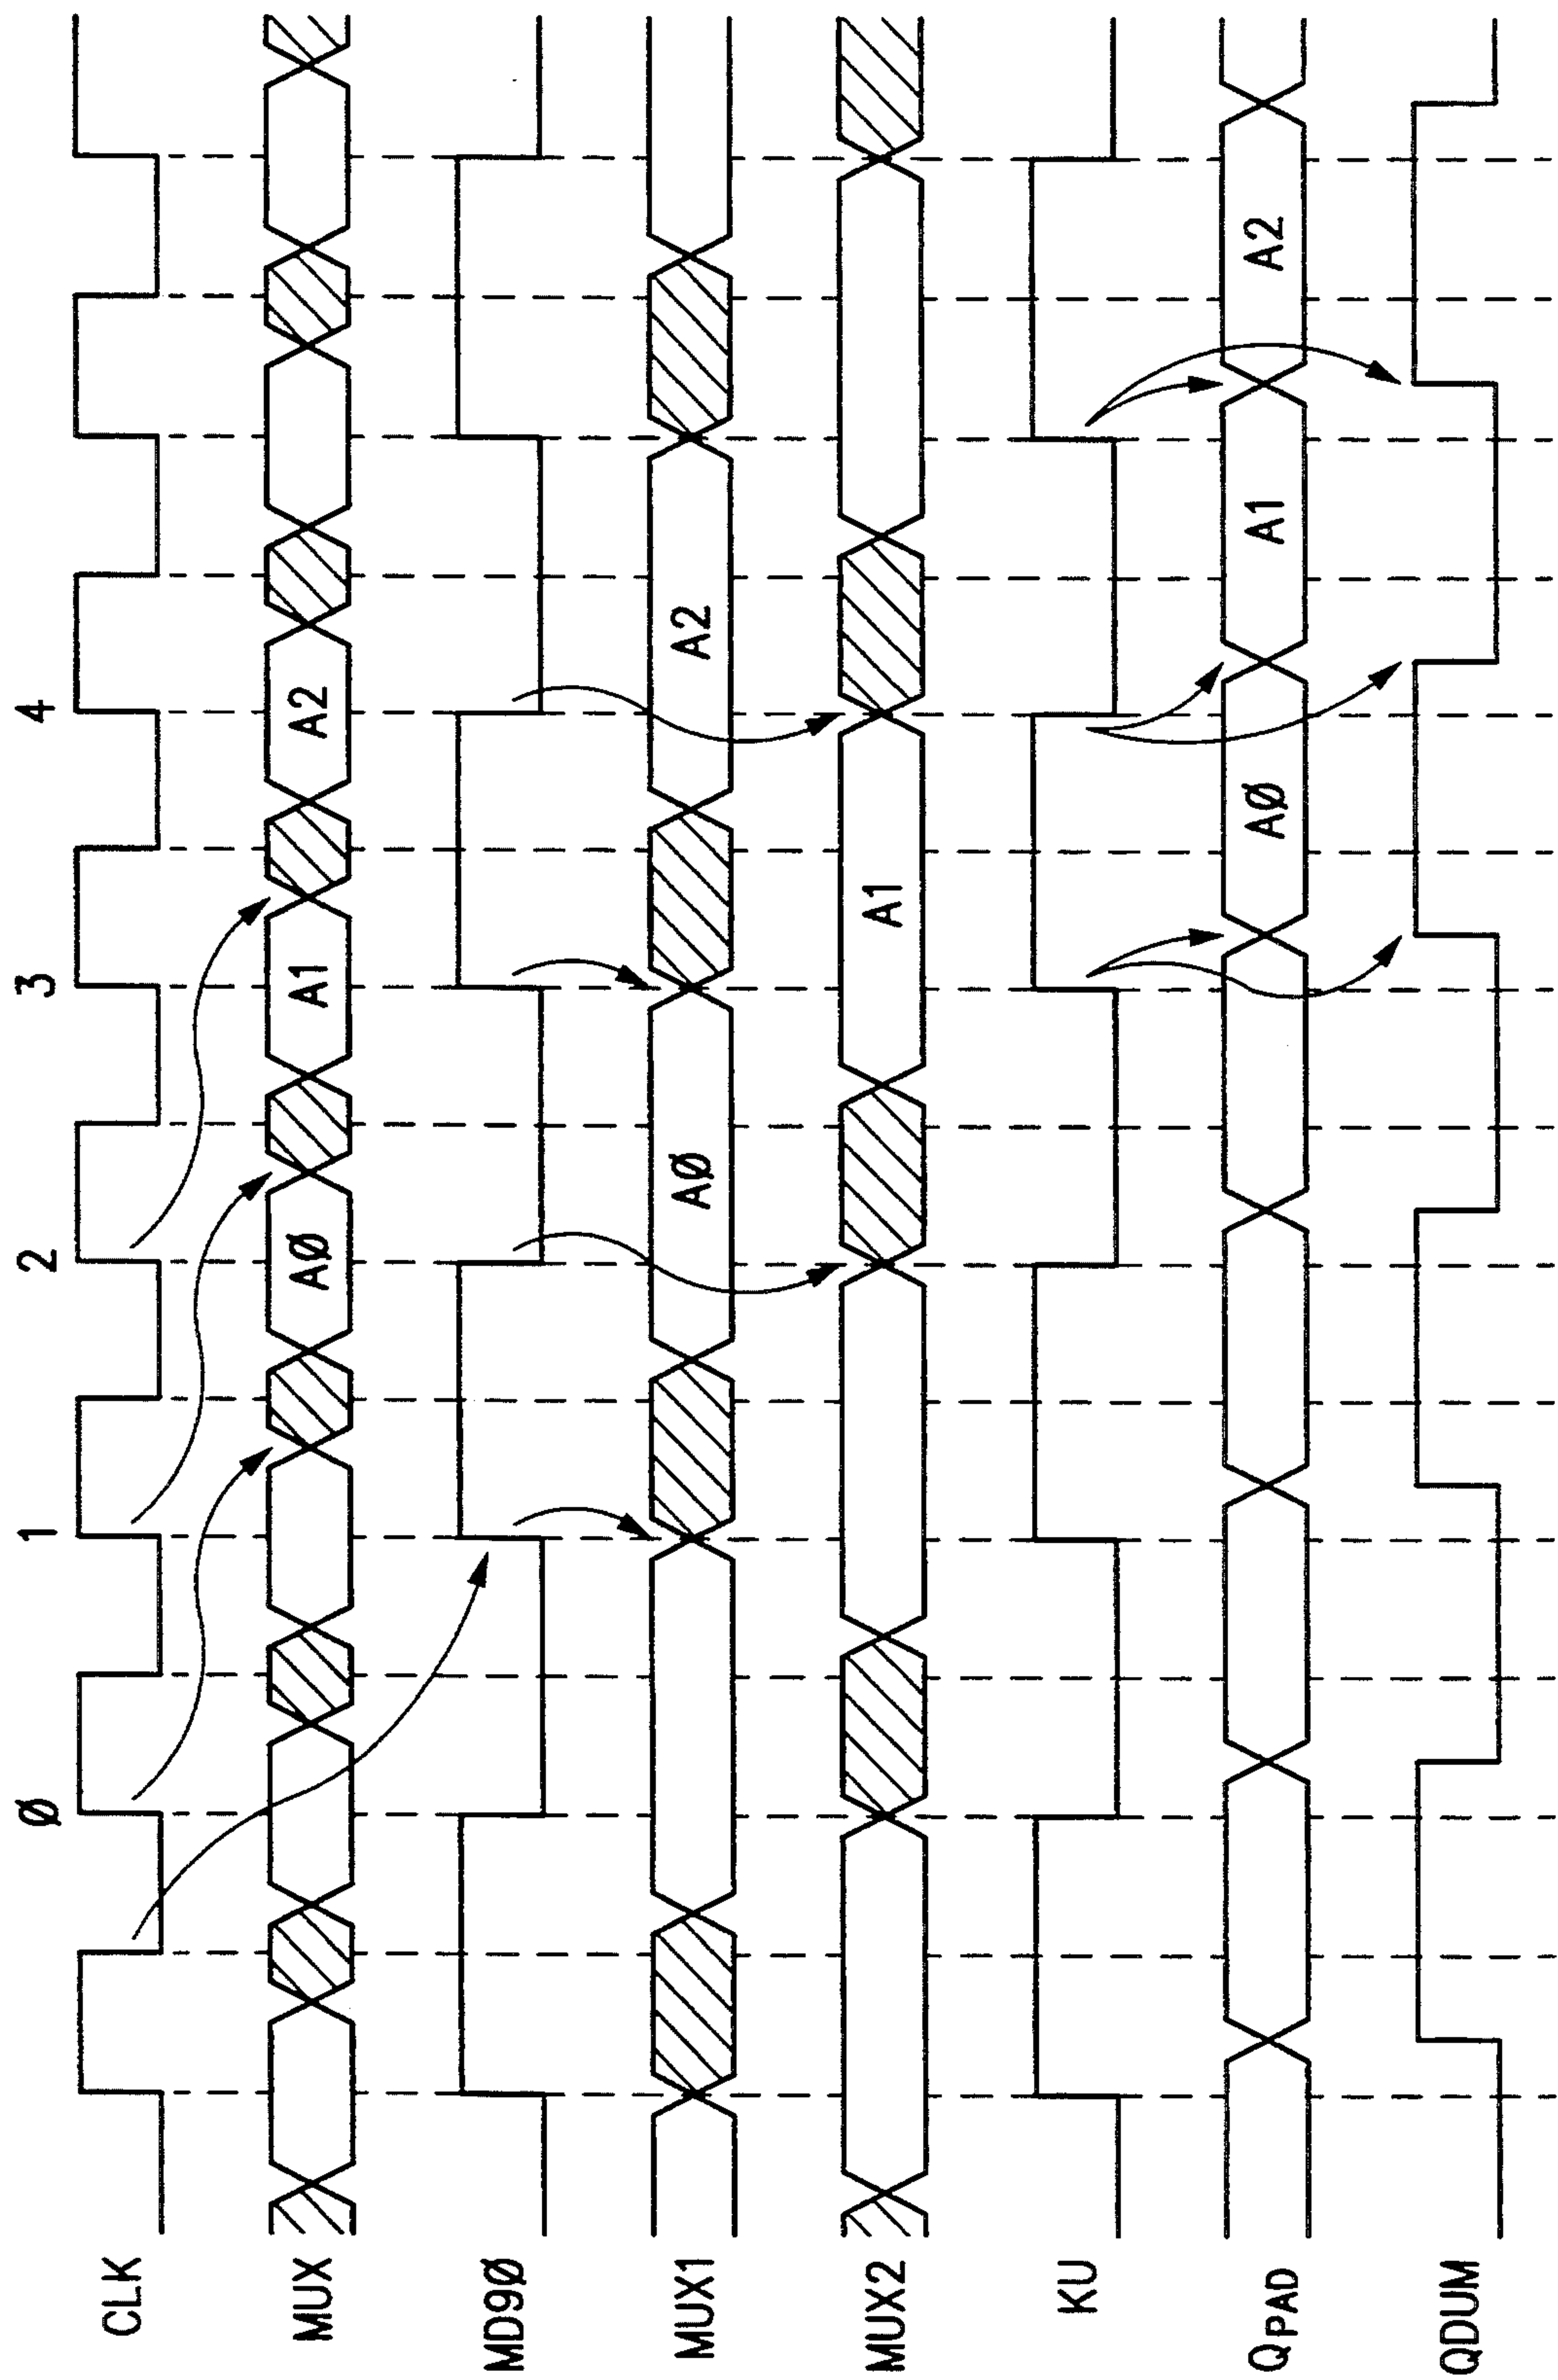 Ø 1 2 3 4
CLK
MUX AØ A1 A2
MD9Ø
MUX1 AØ A2
MUX2 A1
KU
QPAD AØ A1 A2
QDUM